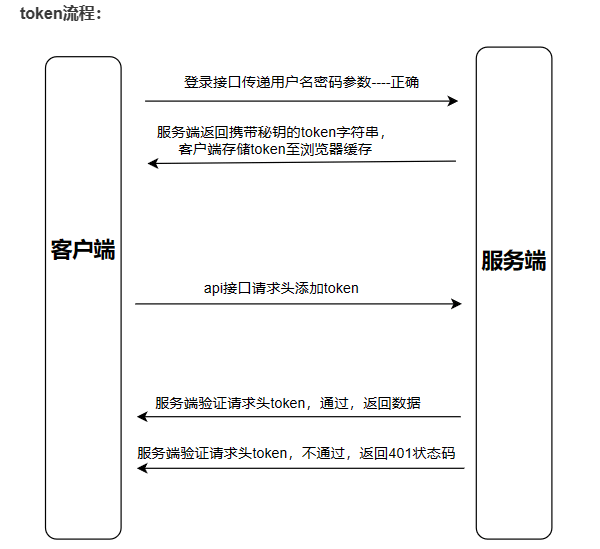 token流程：
登录接口传递用户名密码参数----正确
服务端返回携带秘钥的token字符串，
客户端存储token至浏览器缓存
客户端
服务端
api接口请求头添加token
服务端验证请求头token，通过，返回数据
服务端验证请求头token，不通过，返回401状态码